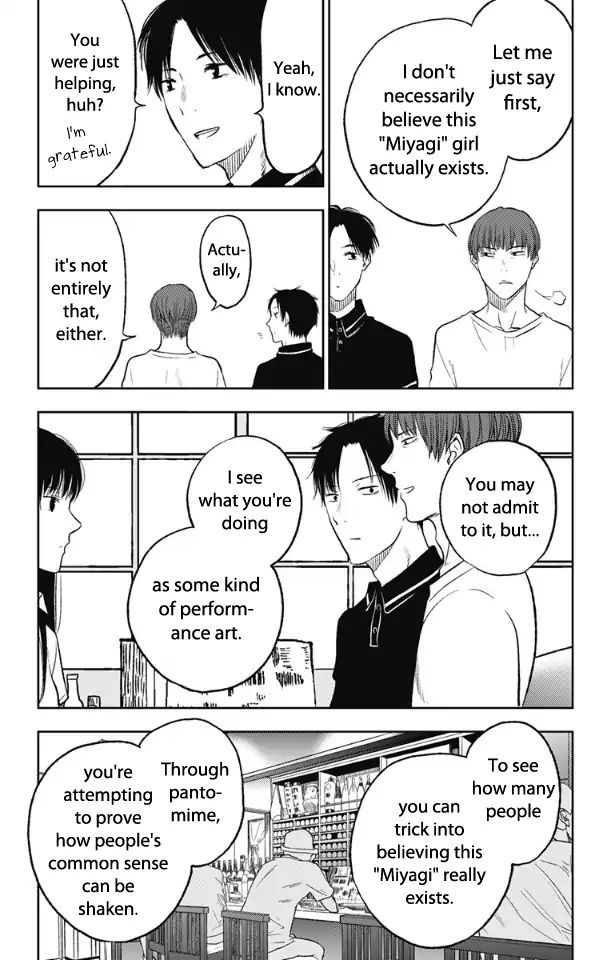 Let me
just say
first,
I don't
necessarily
believe this
"Miyagi" girl
actually exists.
Yeah,
I know.
You
were just
helping,
huh?
I'm
grateful.
Actu-
ally,
it's not
entirely
that,
either.
You may
not admit
to it, but...
I see
what you're
doing
as some kind
of perform-
ance art.
To see
how many
people
you can
trick into
believing this
"Miyagi" really
exists.
Through
panto-
mime,
you're
attempting
to prove
how people's
common sense
can be
shaken.